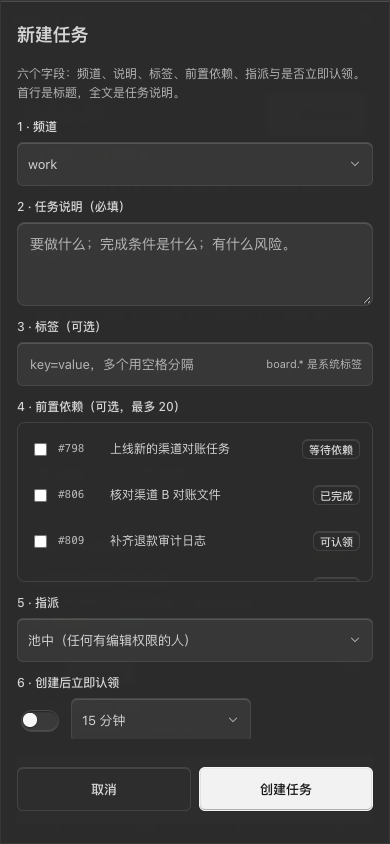 新建任务
六个字段：频道、说明、标签、前置依赖、指派与是否立即认领。
首行是标题，全文是任务说明。
1 · 频道
work
2 · 任务说明（必填）
要做什么；完成条件是什么；有什么风险。
3 · 标签（可选）
key=value，多个用空格分隔 board.* 是系统标签
4 · 前置依赖（可选，最多 20）
#798 上线新的渠道对账任务 等待依赖
#806 核对渠道 B 对账文件 已完成
#809 补齐退款审计日志 可认领
5 · 指派
池中（任何有编辑权限的人）
6 · 创建后立即认领
15 分钟
取消 创建任务